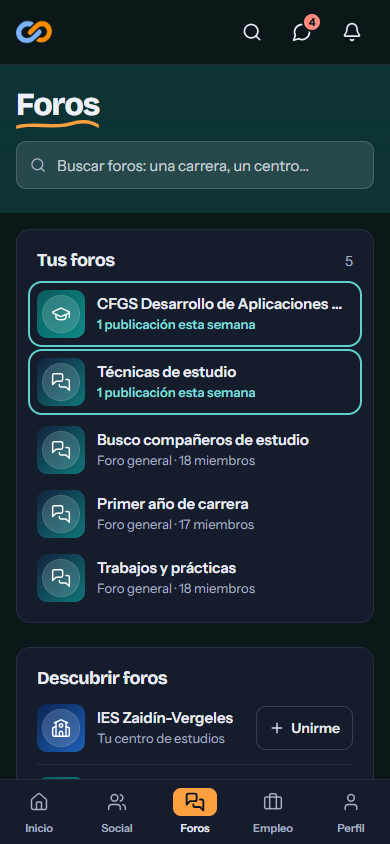 4
Foros
Buscar foros: una carrera, un centro...
Tus foros
5
CFGS Desarrollo de Aplicaciones ...
1 publicación esta semana
Técnicas de estudio
1 publicación esta semana
Busco compañeros de estudio
Foro general · 18 miembros
Primer año de carrera
Foro general · 17 miembros
Trabajos y prácticas
Foro general · 18 miembros
Descubrir foros
IES Zaidín-Vergeles
Tu centro de estudios
+ Unirme
Inicio
Social
Foros
Empleo
Perfil